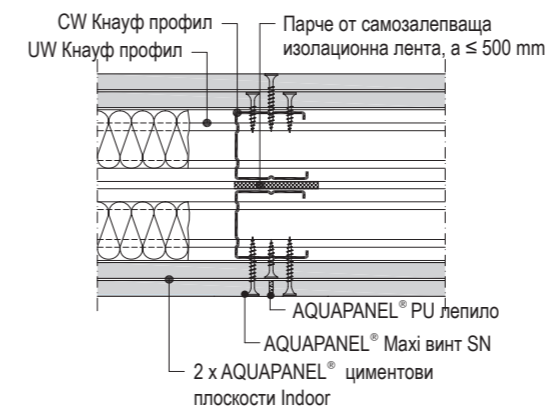 CW Кнауф профил
UW Кнауф профил
Парче от самозалепваща
изолационна лента, a ≤ 500 mm
AQUAPANEL® PU лепило
AQUAPANEL® Maxi винт SN
2 x AQUAPANEL® циментови
плоскости Indoor